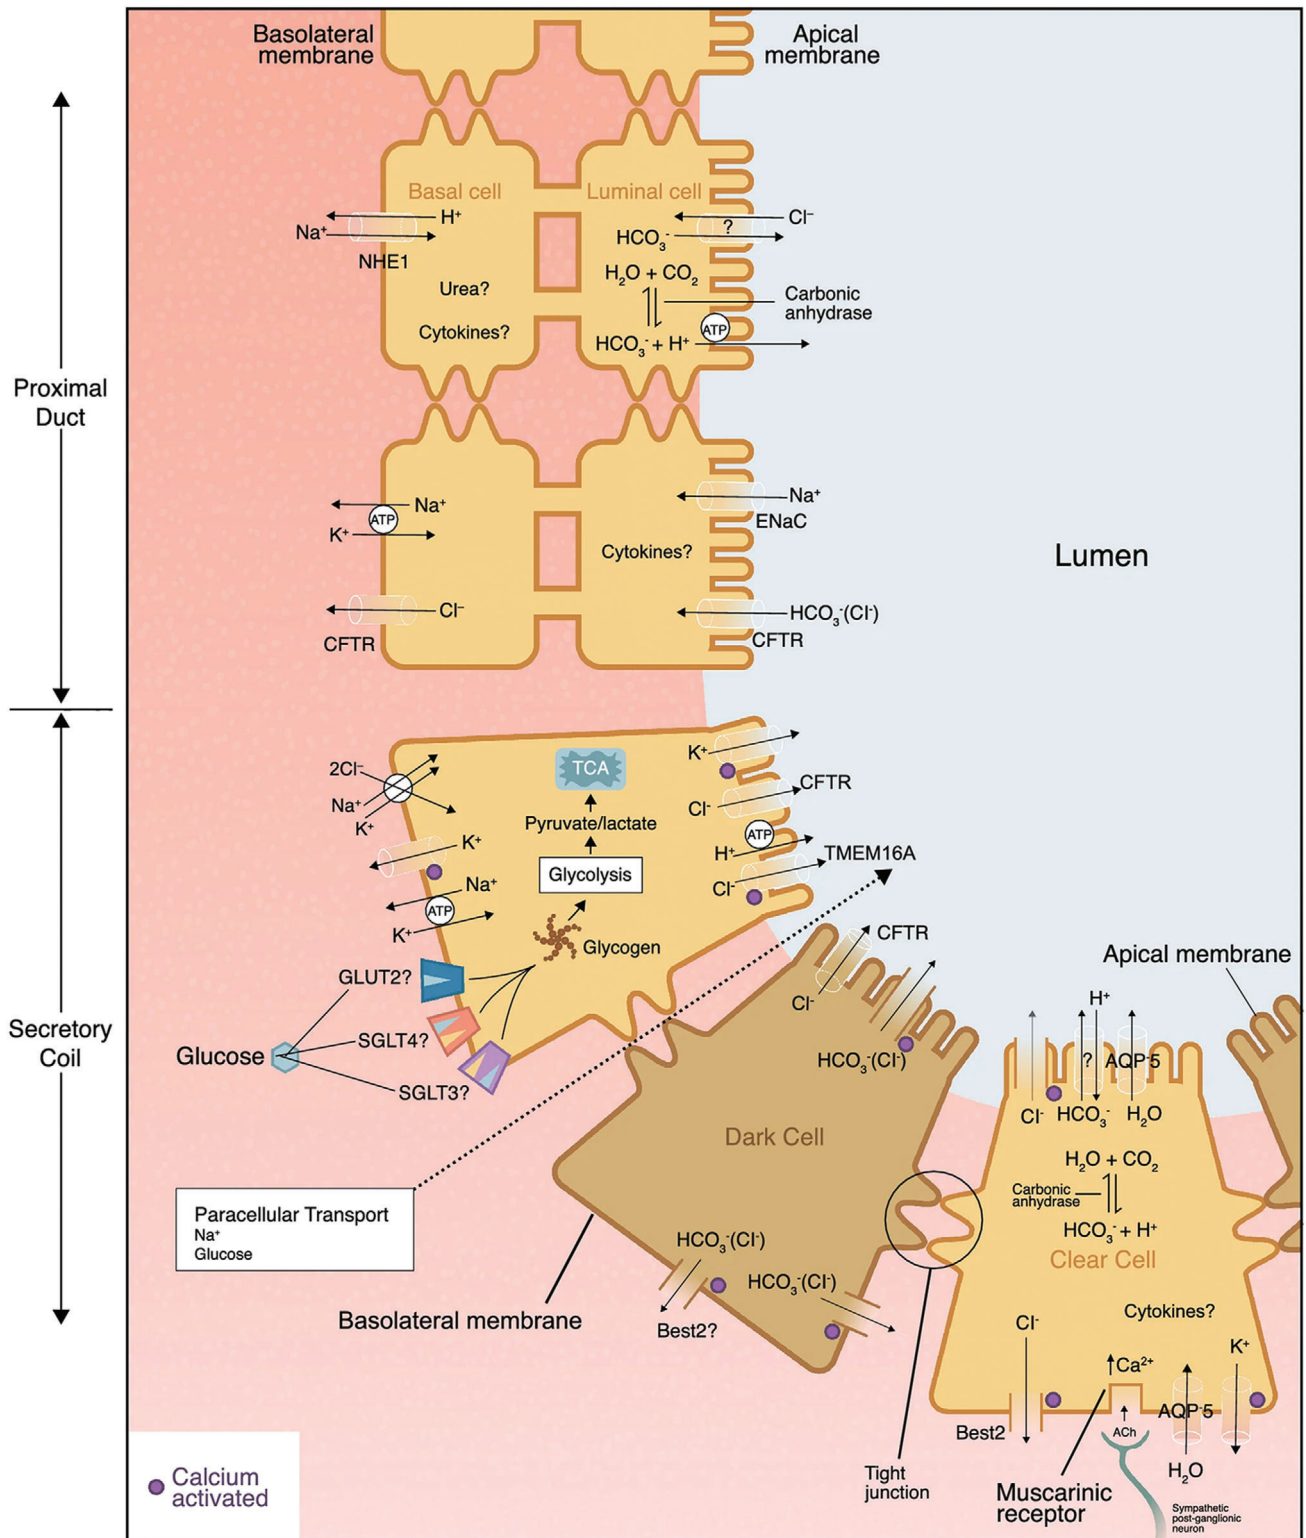 Basolateral
membrane
Apical
membrane
Basal cell
Luminal cell
H⁺
Na⁺
NHE1
Cl⁻
?
HCO₃⁻
H₂O + CO₂
Urea?
Carbonic
anhydrase
Cytokines?
ATP
HCO₃⁻ + H⁺
Proximal
Duct
Na⁺
ATP
K⁺
Na⁺
ENaC
Cytokines?
Lumen
Cl⁻
CFTR
HCO₃⁻(Cl⁻)
CFTR
2Cl⁻
Na⁺
K⁺
TCA
K⁺
Pyruvate/lactate
Cl⁻
CFTR
K⁺
Glycolysis
ATP
H⁺
Cl⁻
TMEM16A
Na⁺
ATP
K⁺
Glycogen
CFTR
Cl⁻
HCO₃⁻(Cl⁻)
Apical membrane
Secretory
Coil
Glucose
GLUT2?
SGLT4?
SGLT3?
H⁺
?
AQP-5
Cl⁻
HCO₃⁻
H₂O
Dark Cell
H₂O + CO₂
Carbonic
anhydrase
HCO₃⁻ + H⁺
Clear Cell
Paracellular Transport
Na⁺
Glucose
HCO₃⁻(Cl⁻)
HCO₃⁻(Cl⁻)
Basolateral membrane
Best2?
Cytokines?
Cl⁻
↑Ca²⁺
K⁺
Best2
ACh
AQP-5
H₂O
Tight
junction
Muscarinic
receptor
Sympathetic
post-ganglionic
neuron
Calcium
activated